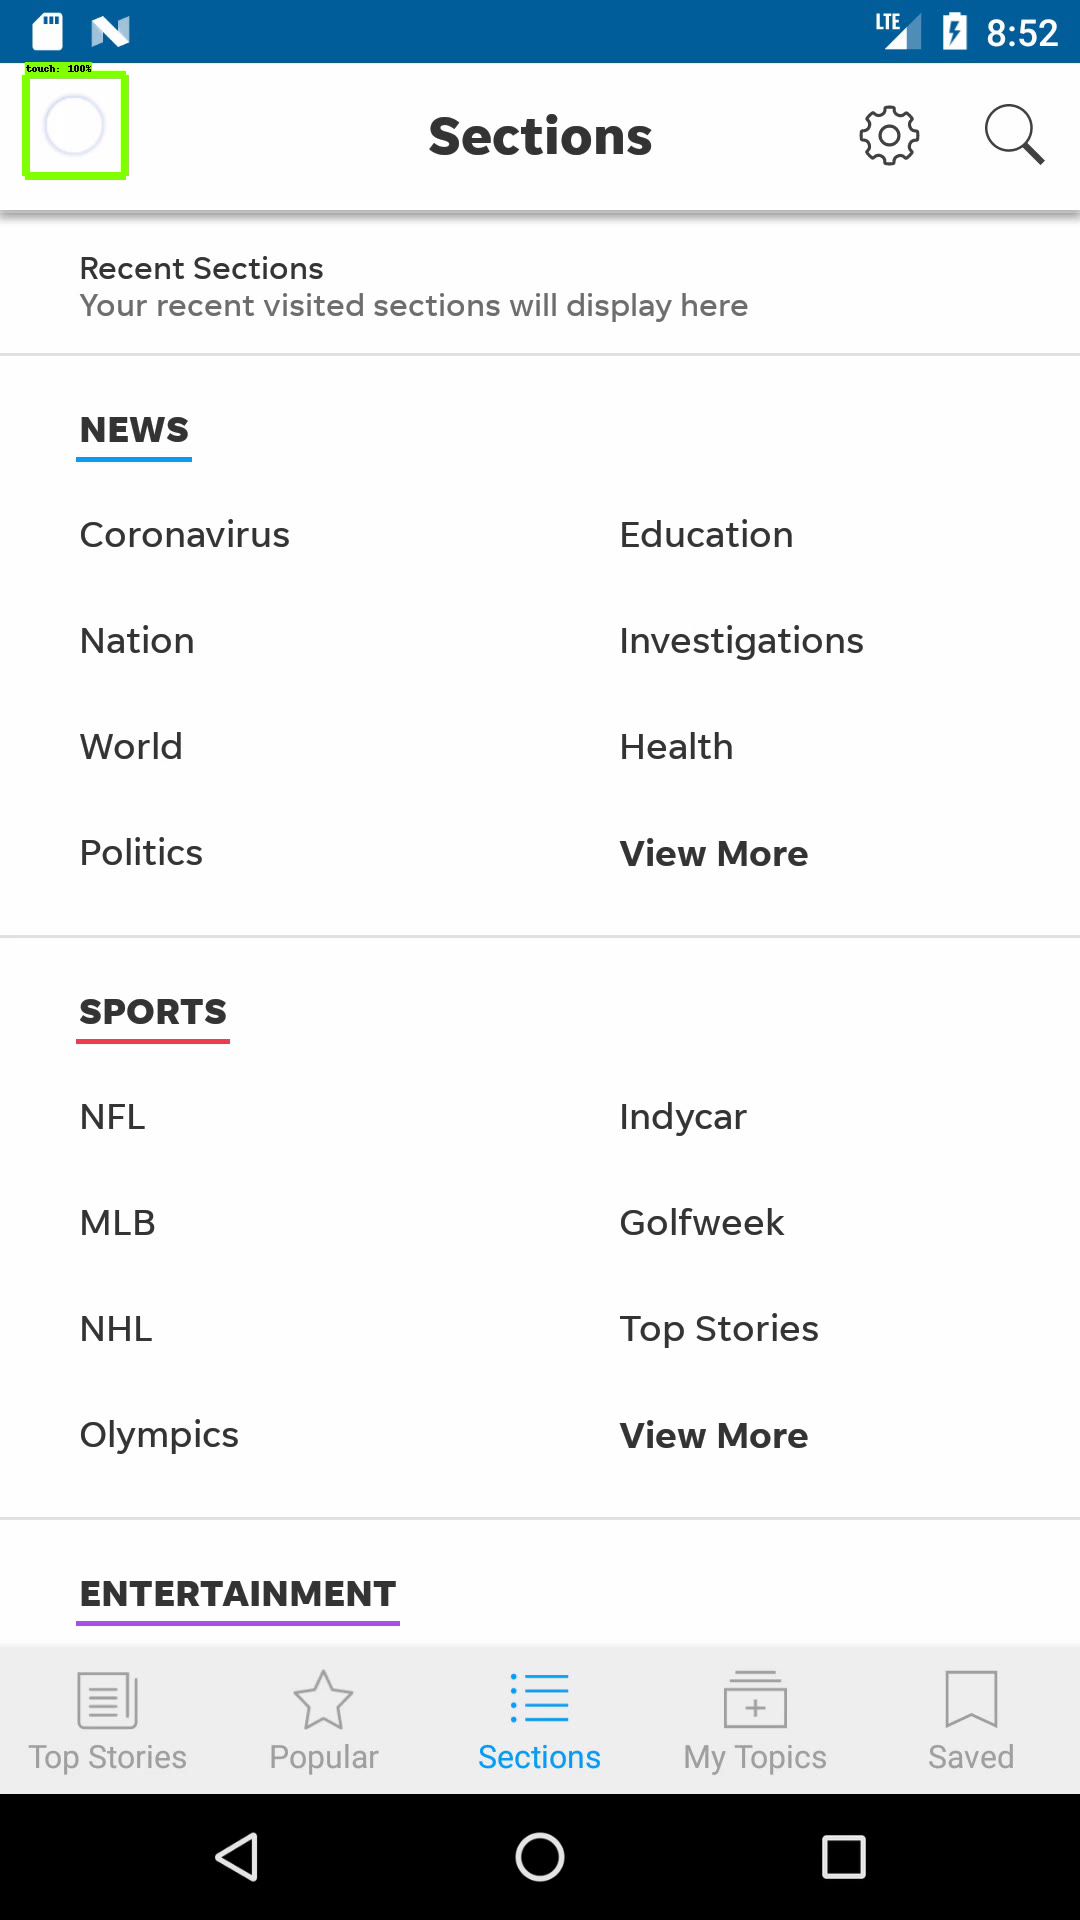 LTE 8:52
touch: 100%
Sections
Recent Sections
Your recent visited sections will display here
NEWS
Coronavirus Education
Nation Investigations
World Health
Politics View More
SPORTS
NFL Indycar
MLB Golfweek
NHL Top Stories
Olympics View More
ENTERTAINMENT
Top Stories Popular Sections My Topics Saved